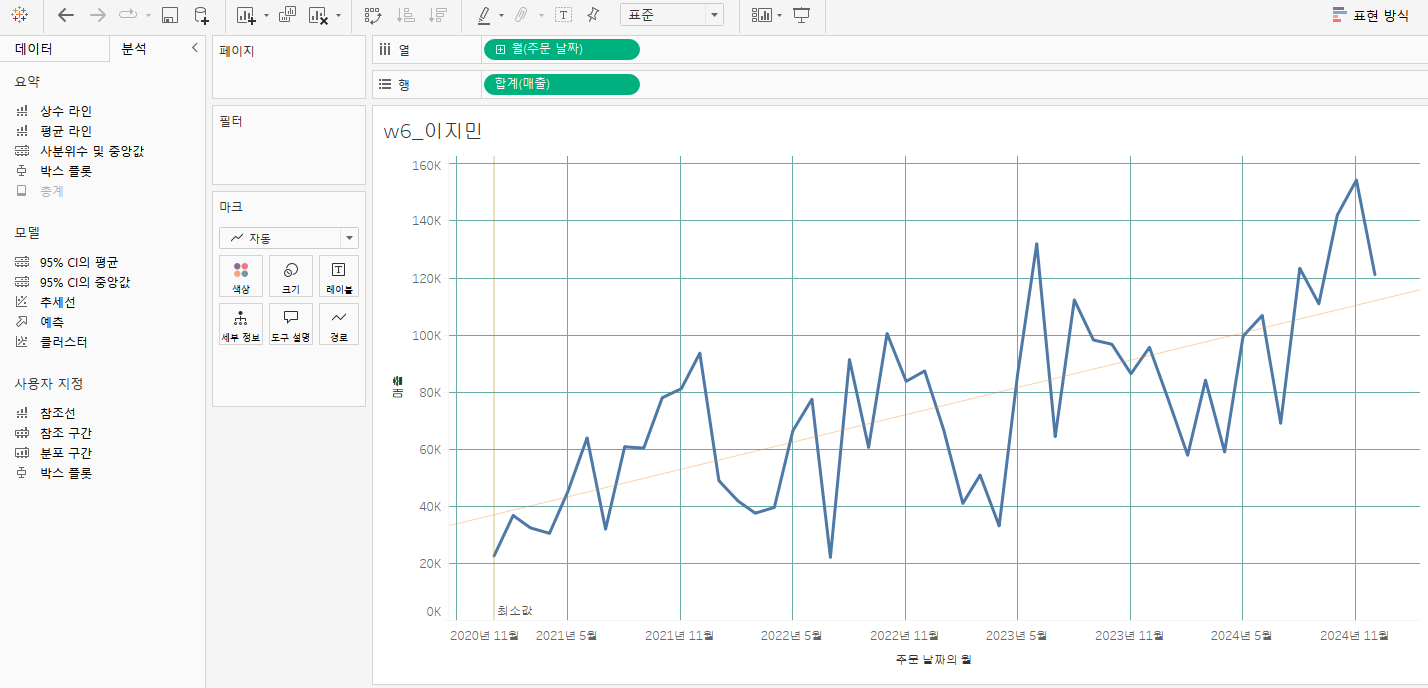 표준
표현 방식
데이터
분석
요약
상수 라인
평균 라인
사분위수 및 중앙값
박스 플롯
총계
모델
95% CI의 평균
95% CI의 중앙값
추세선
예측
클러스터
사용자 지정
참조선
참조 구간
분포 구간
박스 플롯
페이지
필터
마크
자동
색상
크기
레이블
세부 정보
도구 설명
경로
열
월(주문 날짜)
행
합계(매출)
w6_이지민
160K
140K
120K
100K
80K
60K
40K
20K
0K
매출
최소값
2020년 11월
2021년 5월
2021년 11월
2022년 5월
2022년 11월
2023년 5월
2023년 11월
2024년 5월
2024년 11월
주문 날짜의 월